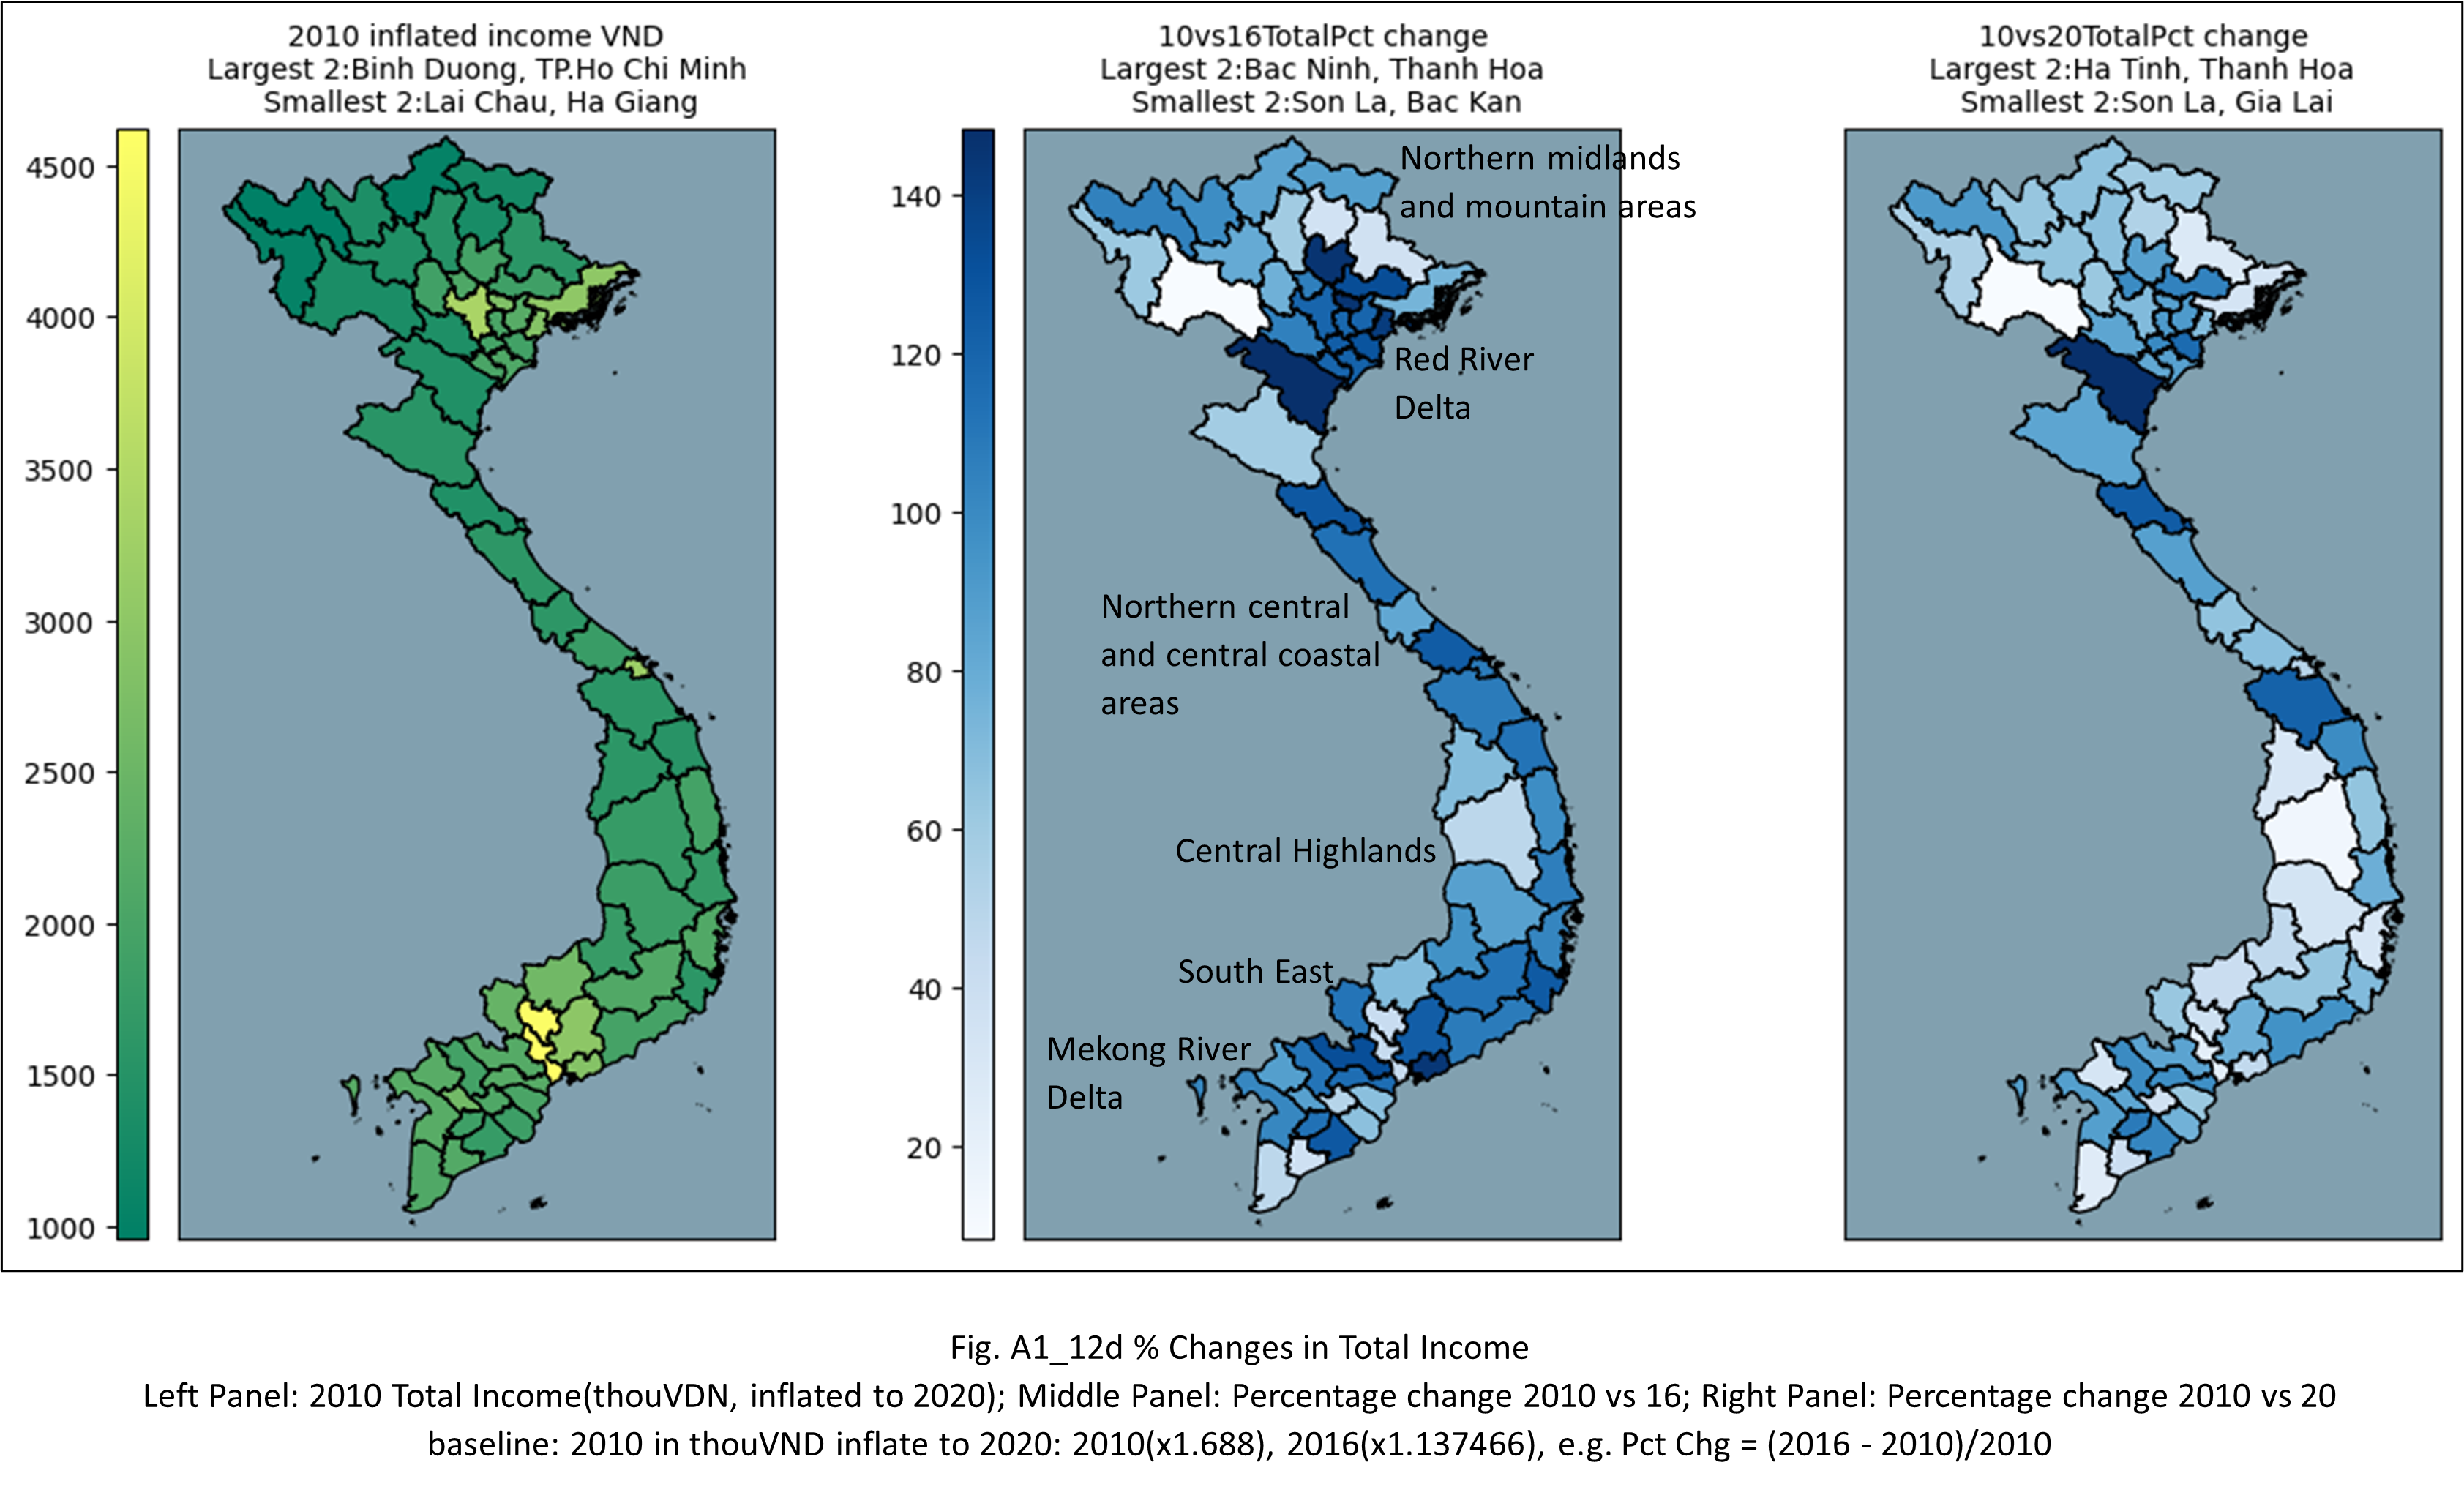 2010 inflated income VND
Largest 2:Binh Duong, TP.Ho Chi Minh
Smallest 2:Lai Chau, Ha Giang
10vs16TotalPct change
Largest 2:Bac Ninh, Thanh Hoa
Smallest 2:Son La, Bac Kan
10vs20TotalPct change
Largest 2:Ha Tinh, Thanh Hoa
Smallest 2:Son La, Gia Lai
4500
4000
3500
3000
2500
2000
1500
1000
140
120
100
80
60
40
20
Northern midlands
and mountain areas
Red River
Delta
Northern central
and central coastal
areas
Central Highlands
South East
Mekong River
Delta
Fig. A1_12d % Changes in Total Income
Left Panel: 2010 Total Income(thouVDN, inflated to 2020); Middle Panel: Percentage change 2010 vs 16; Right Panel: Percentage change 2010 vs 20
baseline: 2010 in thouVND inflate to 2020: 2010(x1.688), 2016(x1.137466), e.g. Pct Chg = (2016 - 2010)/2010